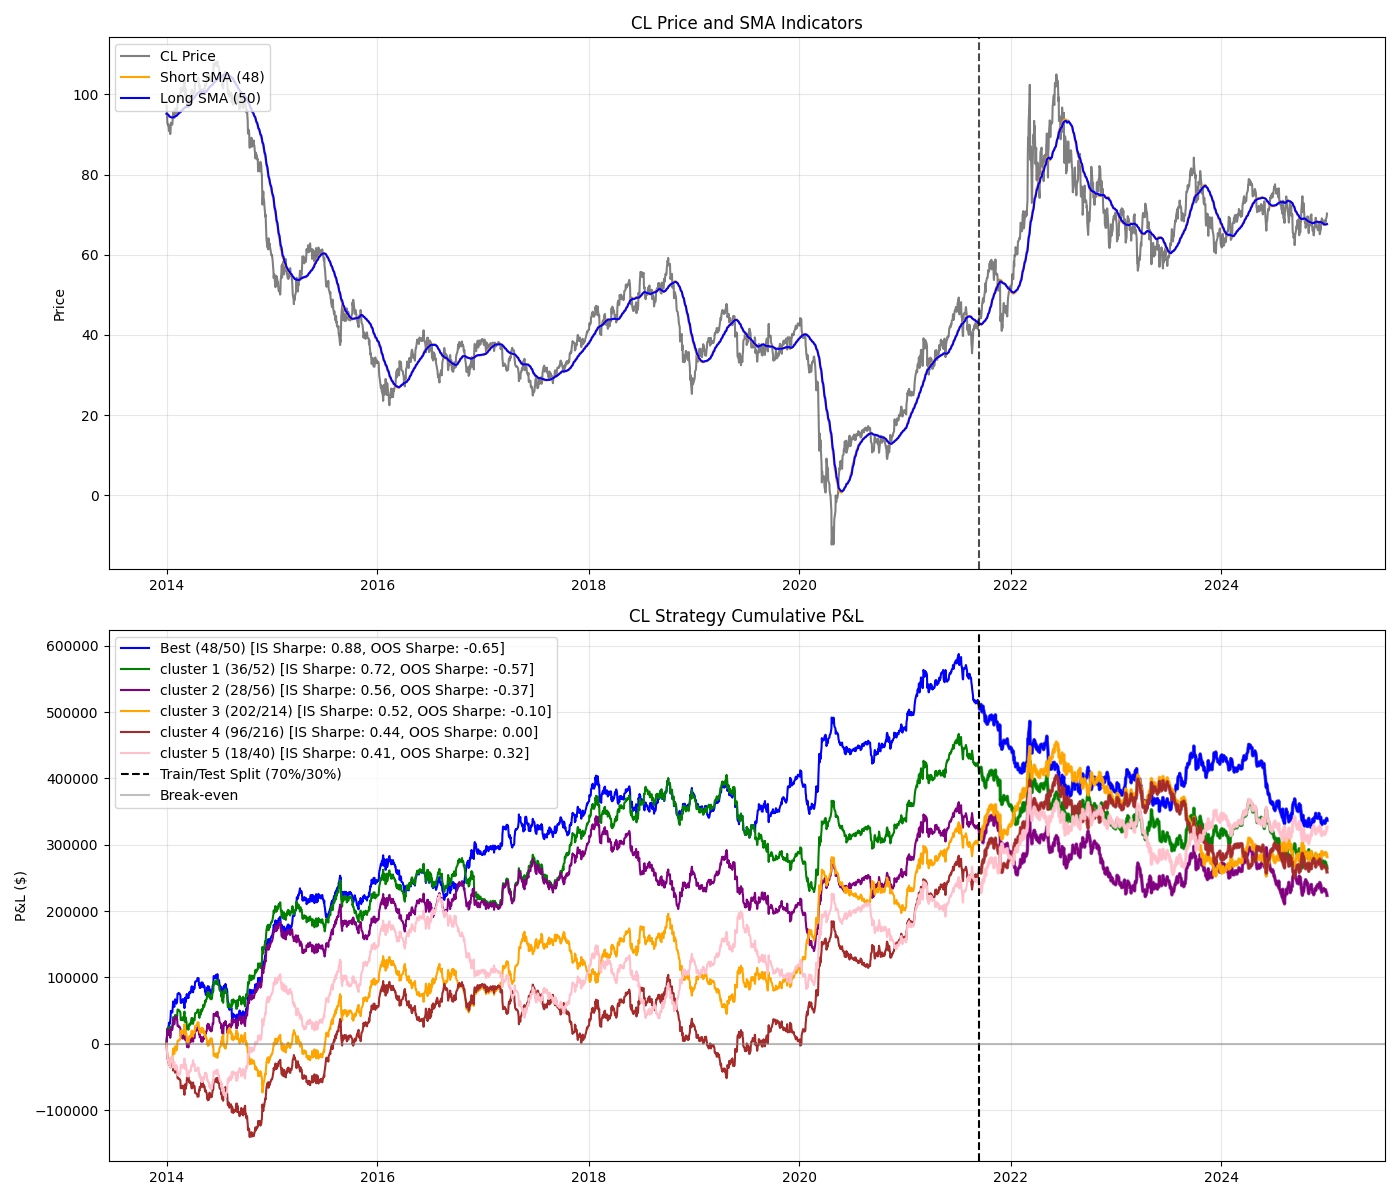 CL Price and SMA Indicators
CL Price
Short SMA (48)
Long SMA (50)
Price
100
80
60
40
20
0
2014
2016
2018
2020
2022
2024
CL Strategy Cumulative P&L
Best (48/50) [IS Sharpe: 0.88, OOS Sharpe: -0.65]
cluster 1 (36/52) [IS Sharpe: 0.72, OOS Sharpe: -0.57]
cluster 2 (28/56) [IS Sharpe: 0.56, OOS Sharpe: -0.37]
cluster 3 (202/214) [IS Sharpe: 0.52, OOS Sharpe: -0.10]
cluster 4 (96/216) [IS Sharpe: 0.44, OOS Sharpe: 0.00]
cluster 5 (18/40) [IS Sharpe: 0.41, OOS Sharpe: 0.32]
Train/Test Split (70%/30%)
Break-even
P&L ($)
600000
500000
400000
300000
200000
100000
0
−100000
2014
2016
2018
2020
2022
2024